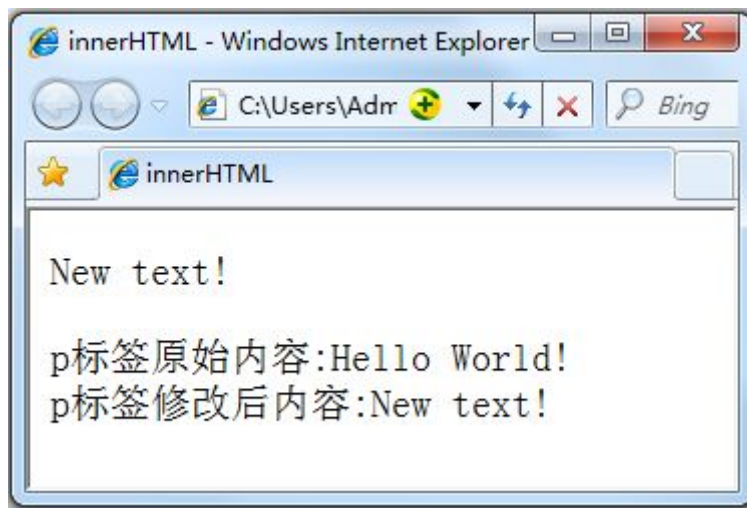 innerHTML - Windows Internet Explorer
C:\Users\Adm
Bing
innerHTML
New text!
p标签原始内容:Hello World!
p标签修改后内容:New text!